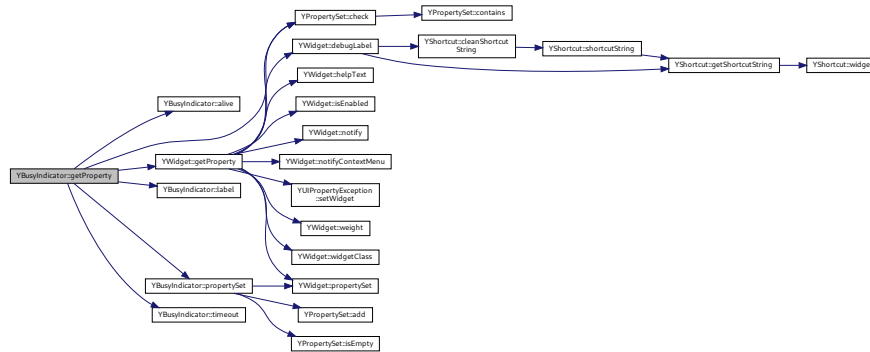 YPropertySet::check
YPropertySet::contains
YWidget::debugLabel
YShortcut::cleanShortcut
String
YShortcut::shortcutString
YShortcut::getShortcutString
YShortcut::widget
YWidget::helpText
YBusyIndicator::alive
YWidget::isEnabled
YWidget::notify
YWidget::getProperty
YWidget::notifyContextMenu
YBusyIndicator::getProperty
YBusyIndicator::label
YUIPropertyException
::setWidget
YWidget::weight
YWidget::widgetClass
YBusyIndicator::propertySet
YWidget::propertySet
YBusyIndicator::timeout
YPropertySet::add
YPropertySet::isEmpty